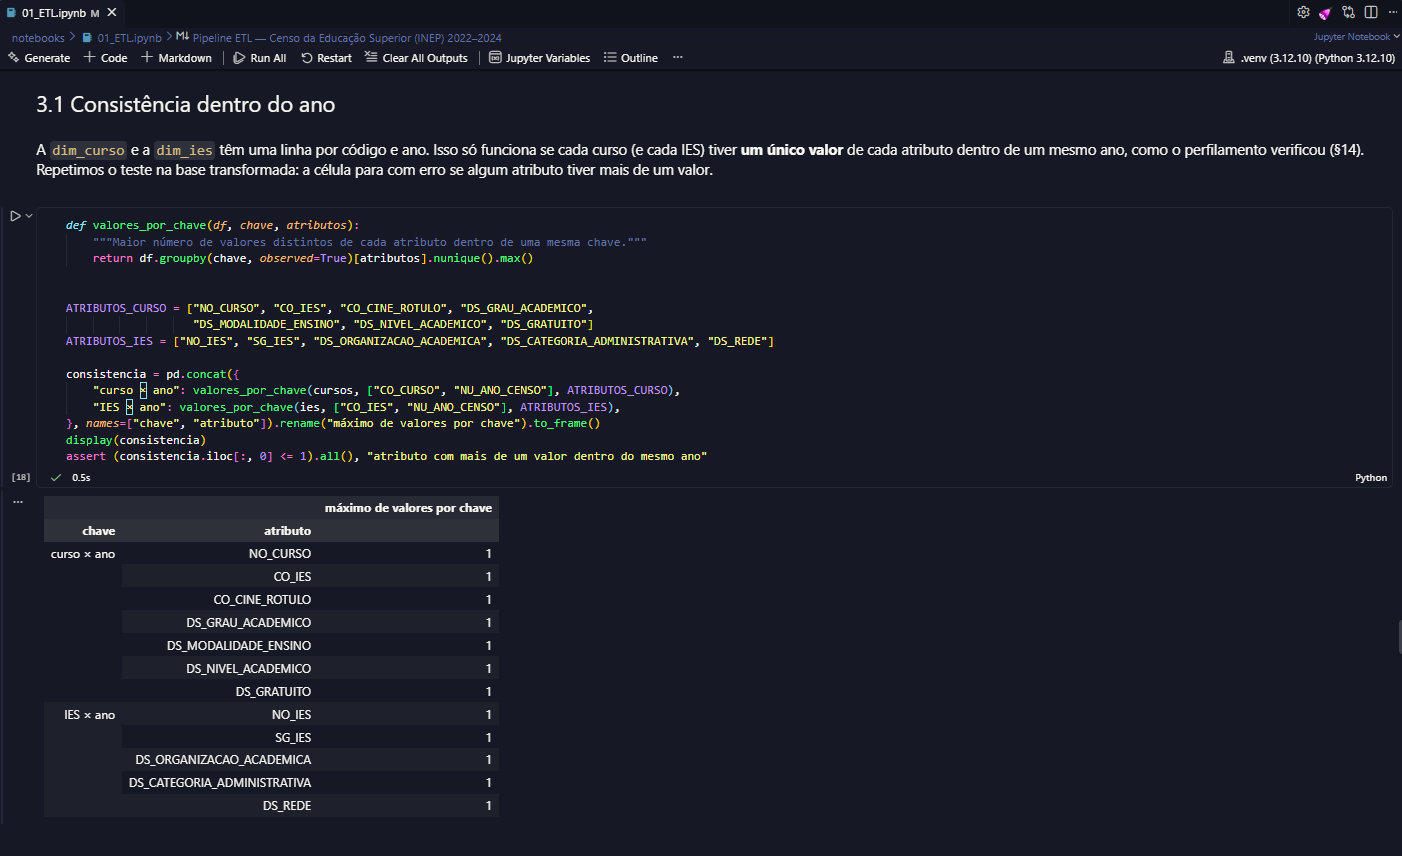 01_ETL.ipynb M
notebooks > 01_ETL.ipynb > M↓ Pipeline ETL — Censo da Educação Superior (INEP) 2022–2024
Jupyter Notebook
Generate + Code + Markdown Run All Restart Clear All Outputs Jupyter Variables Outline ...
.venv (3.12.10) (Python 3.12.10)
3.1 Consistência dentro do ano
A dim_curso e a dim_ies têm uma linha por código e ano. Isso só funciona se cada curso (e cada IES) tiver um único valor de cada atributo dentro de um mesmo ano, como o perfilamento verificou (§14).
Repetimos o teste na base transformada: a célula para com erro se algum atributo tiver mais de um valor.
def valores_por_chave(df, chave, atributos):
"""Maior número de valores distintos de cada atributo dentro de uma mesma chave."""
return df.groupby(chave, observed=True)[atributos].nunique().max()
ATRIBUTOS_CURSO = ["NO_CURSO", "CO_IES", "CO_CINE_ROTULO", "DS_GRAU_ACADEMICO",
"DS_MODALIDADE_ENSINO", "DS_NIVEL_ACADEMICO", "DS_GRATUITO"]
ATRIBUTOS_IES = ["NO_IES", "SG_IES", "DS_ORGANIZACAO_ACADEMICA", "DS_CATEGORIA_ADMINISTRATIVA", "DS_REDE"]
consistencia = pd.concat({
"curso × ano": valores_por_chave(cursos, ["CO_CURSO", "NU_ANO_CENSO"], ATRIBUTOS_CURSO),
"IES × ano": valores_por_chave(ies, ["CO_IES", "NU_ANO_CENSO"], ATRIBUTOS_IES),
}, names=["chave", "atributo"]).rename("máximo de valores por chave").to_frame()
display(consistencia)
assert (consistencia.iloc[:, 0] <= 1).all(), "atributo com mais de um valor dentro do mesmo ano"
[18] ✓ 0.5s Python
...
máximo de valores por chave
chave atributo
curso × ano NO_CURSO 1
CO_IES 1
CO_CINE_ROTULO 1
DS_GRAU_ACADEMICO 1
DS_MODALIDADE_ENSINO 1
DS_NIVEL_ACADEMICO 1
DS_GRATUITO 1
IES × ano NO_IES 1
SG_IES 1
DS_ORGANIZACAO_ACADEMICA 1
DS_CATEGORIA_ADMINISTRATIVA 1
DS_REDE 1